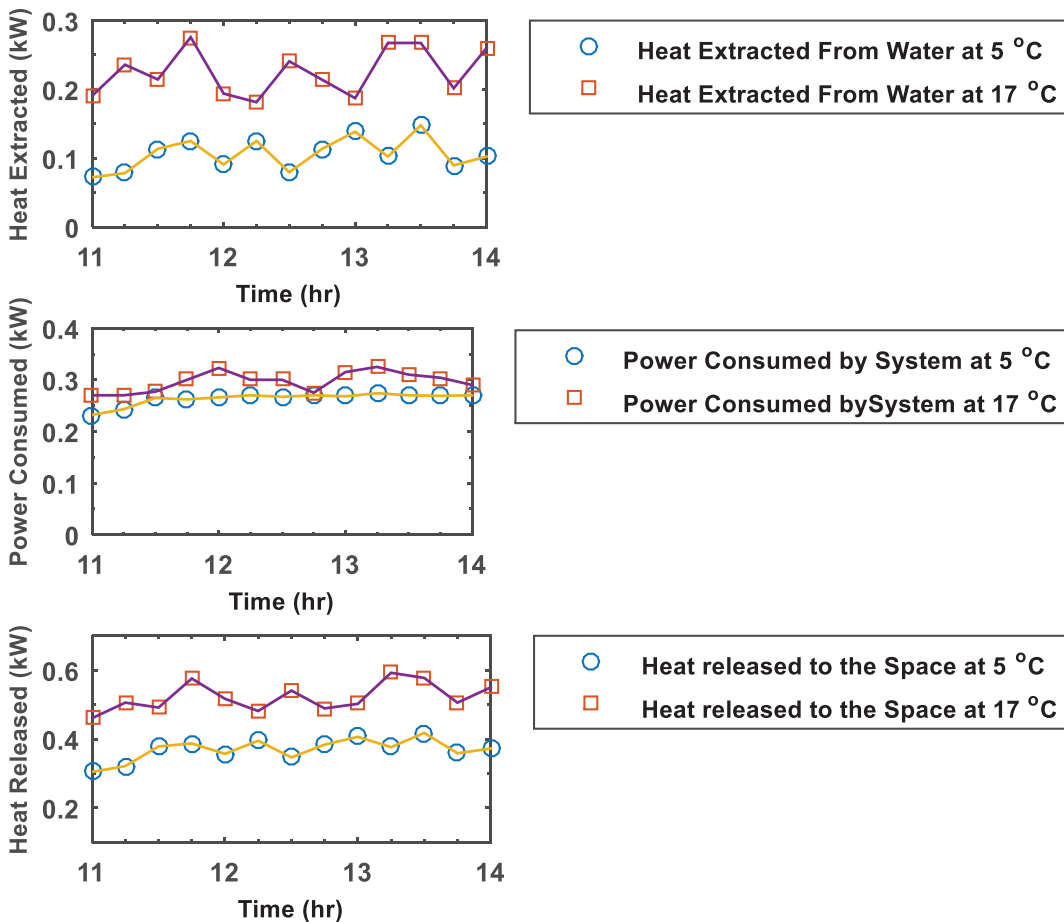 Heat Extracted (kW)
0.3
0.2
0.1
0
11 12 13 14
Time (hr)
Heat Extracted From Water at 5 °C
Heat Extracted From Water at 17 °C
Power Consumed (kW)
0.4
0.3
0.2
0.1
0
11 12 13 14
Time (hr)
Power Consumed by System at 5 °C
Power Consumed bySystem at 17 °C
Heat Released (kW)
0.6
0.4
0.2
11 12 13 14
Time (hr)
Heat released to the Space at 5 °C
Heat released to the Space at 17 °C